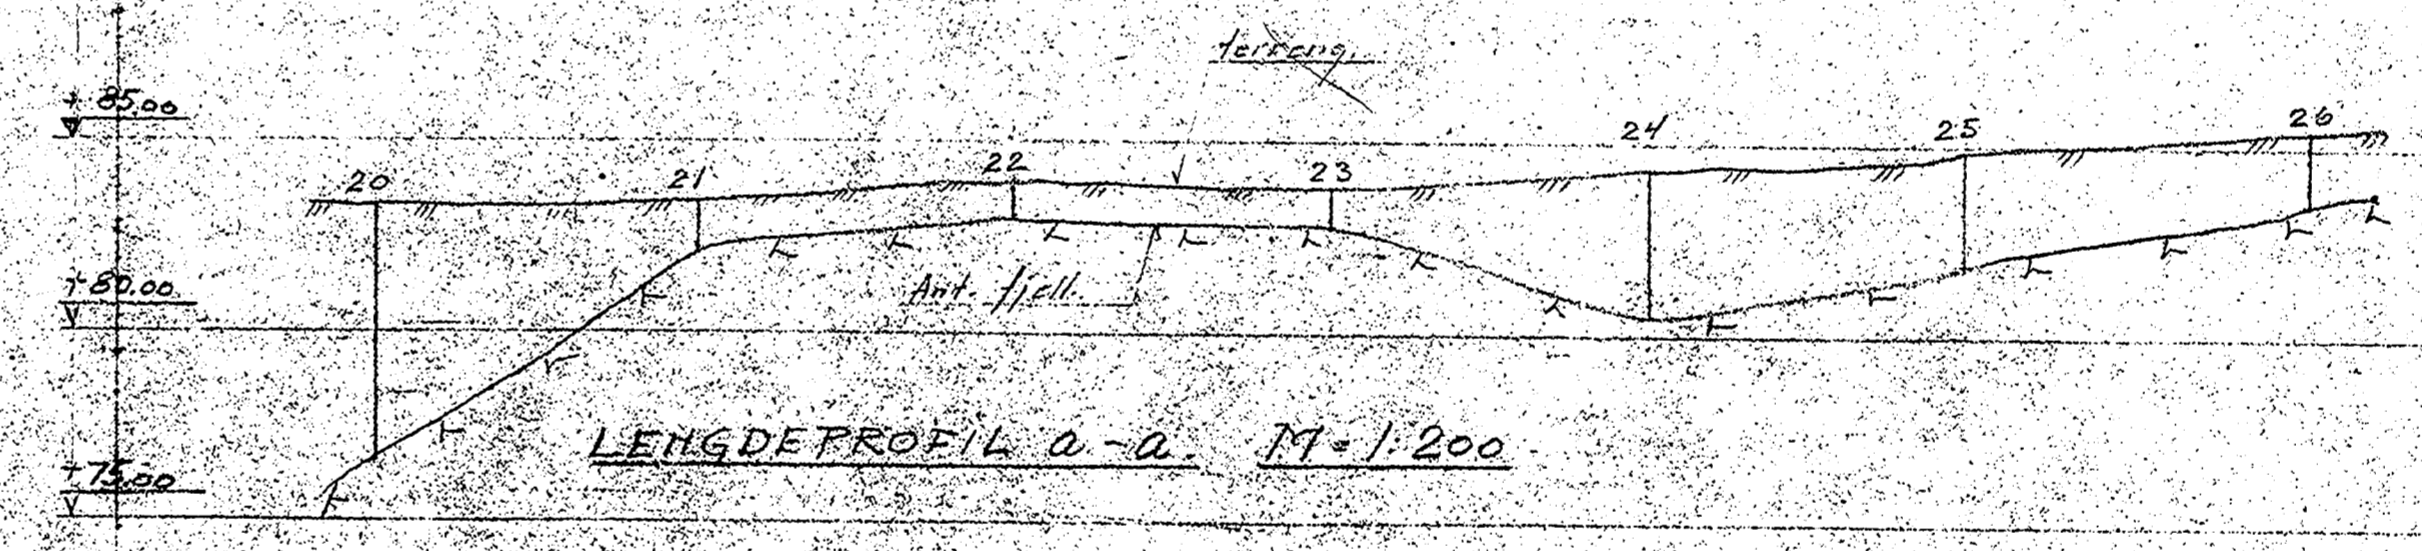 terreng.
+ 85.00
24 25 26
20 21 22 23
+ 80.00
Ant. fjell.
LENGDEPROFIL a-a. M=1:200
+75.00